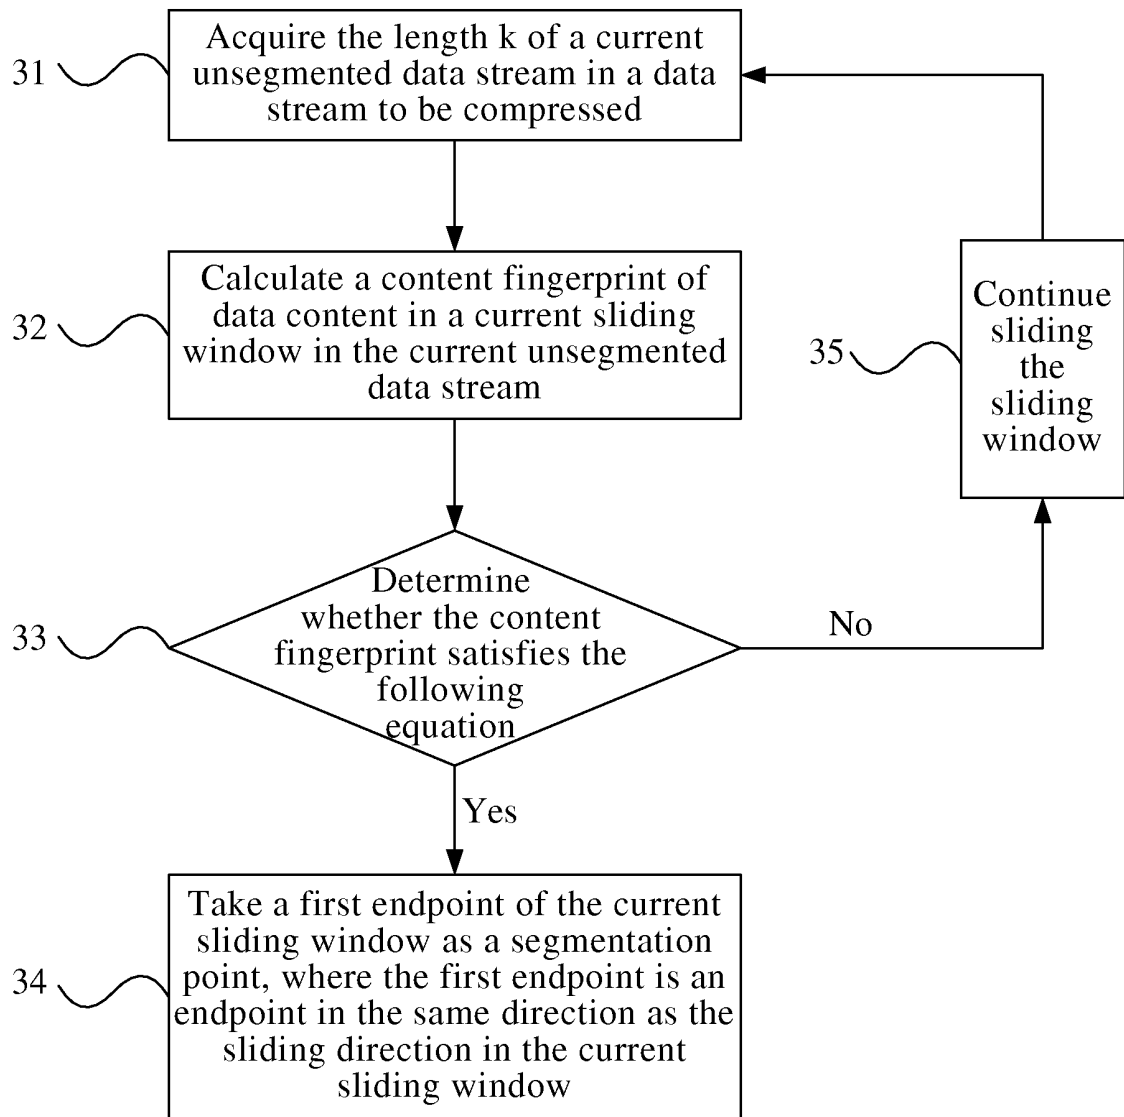 31
Acquire the length k of a current
unsegmented data stream in a data
stream to be compressed
32
Calculate a content fingerprint of
data content in a current sliding
window in the current unsegmented
data stream
35
Continue
sliding
the
sliding
window
33
Determine
whether the content
fingerprint satisfies the
following
equation
No
Yes
34
Take a first endpoint of the current
sliding window as a segmentation
point, where the first endpoint is an
endpoint in the same direction as the
sliding direction in the current
sliding window